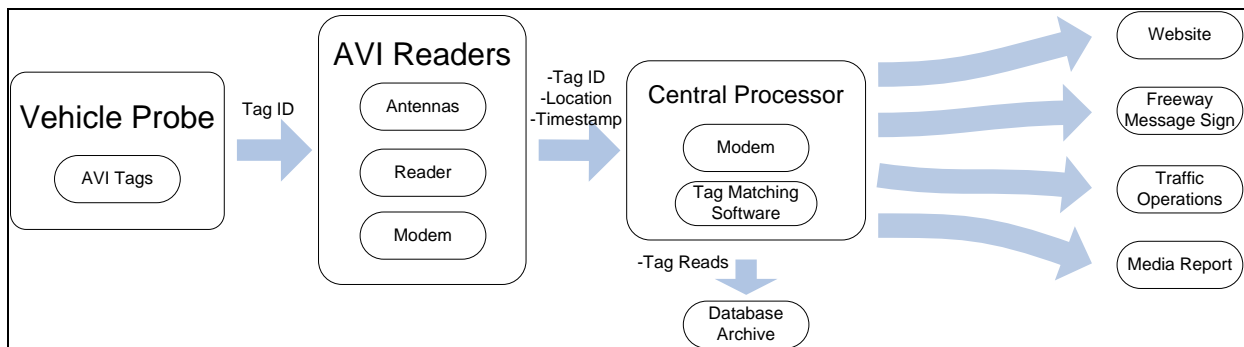 Vehicle Probe
AVI Tags
Tag ID
AVI Readers
Antennas
Reader
Modem
-Tag ID
-Location
-Timestamp
Central Processor
Modem
Tag Matching
Software
-Tag Reads
Database
Archive
Website
Freeway
Message Sign
Traffic
Operations
Media Report